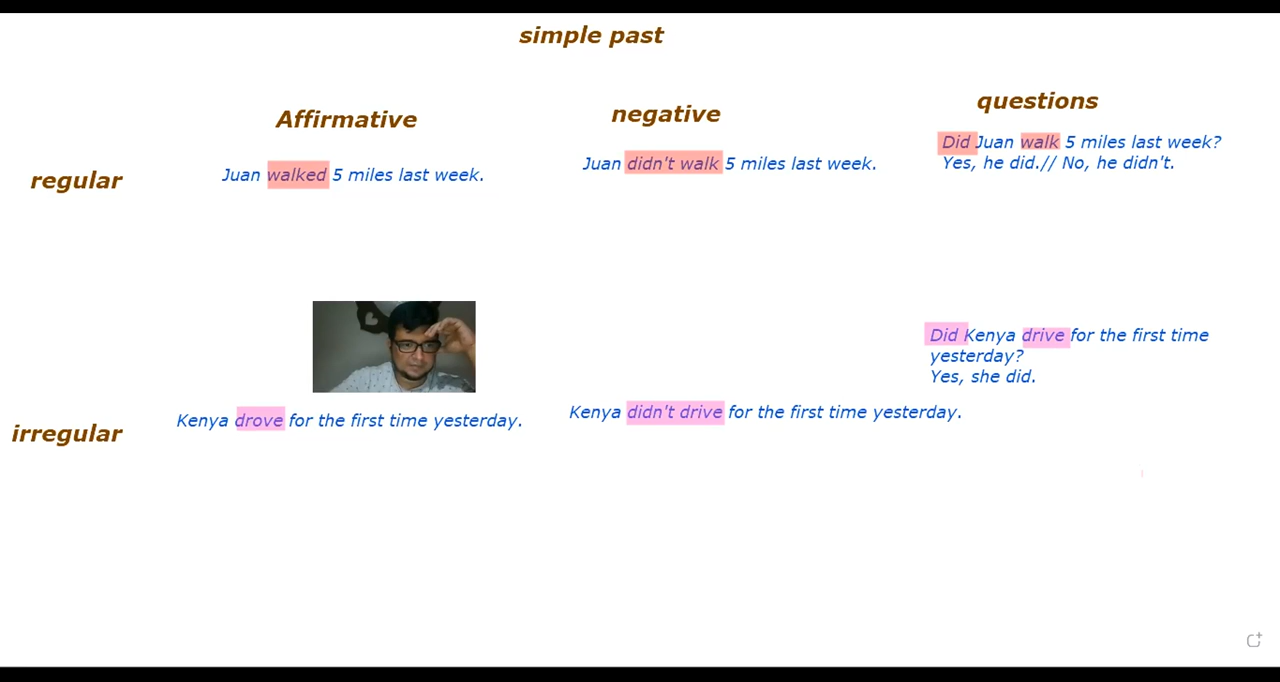 simple past
Affirmative
negative
questions
regular
Juan walked 5 miles last week.
Juan didn't walk 5 miles last week.
Did Juan walk 5 miles last week?
Yes, he did.// No, he didn't.
irregular
Kenya drove for the first time yesterday.
Kenya didn't drive for the first time yesterday.
Did Kenya drive for the first time
yesterday?
Yes, she did.